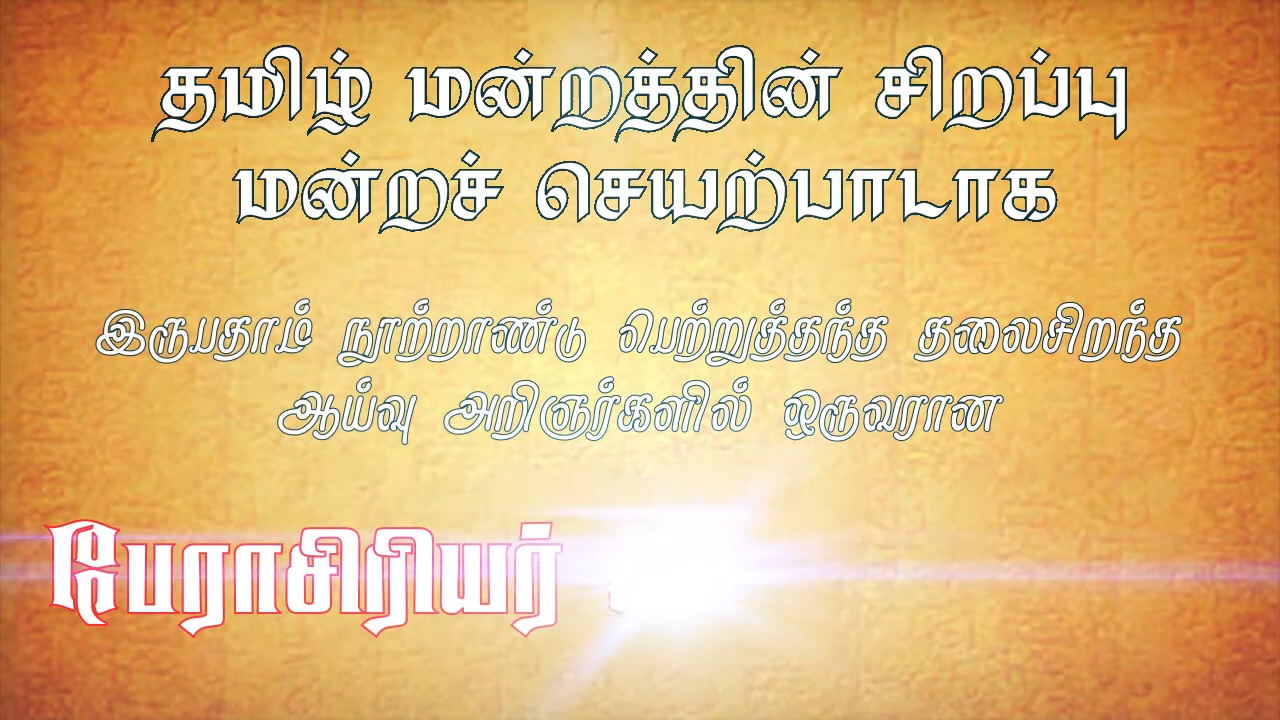 தமிழ் மன்றத்தின் சிறப்பு
மன்றச் செயற்பாடாக
இருபதாம் நூற்றாண்டு பெற்றுத்தந்த தலைசிறந்த
ஆய்வு அறிஞர்களில் ஒருவரான
பேராசிரியர்